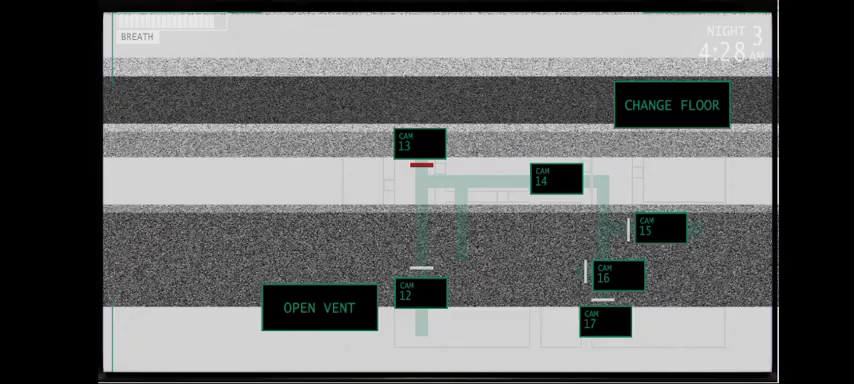 BREATH
NIGHT 3
4:28 AM
CHANGE FLOOR
CAM
13
CAM
14
CAM
15
CAM
16
CAM
12
OPEN VENT
CAM
17